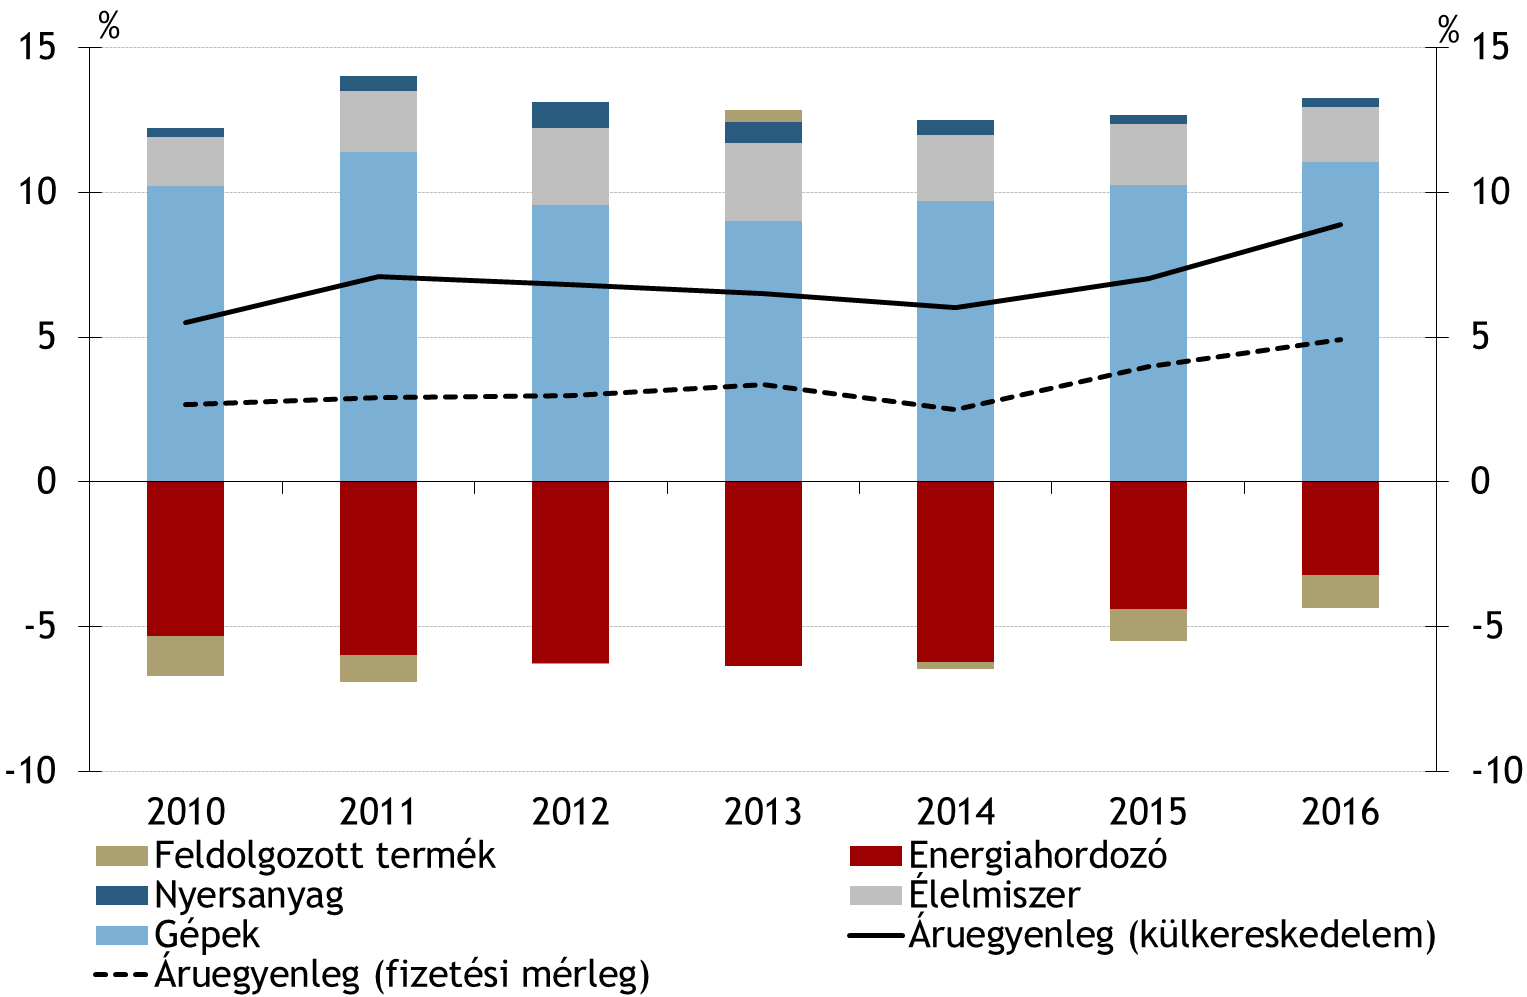 % %
15 15
10 10
5 5
0 0
-5 -5
-10 -10
2010 2011 2012 2013 2014 2015 2016
Feldolgozott termék Energiahordozó
Nyersanyag Élelmiszer
Gépek Áruegyenleg (külkereskedelem)
Áruegyenleg (fizetési mérleg)